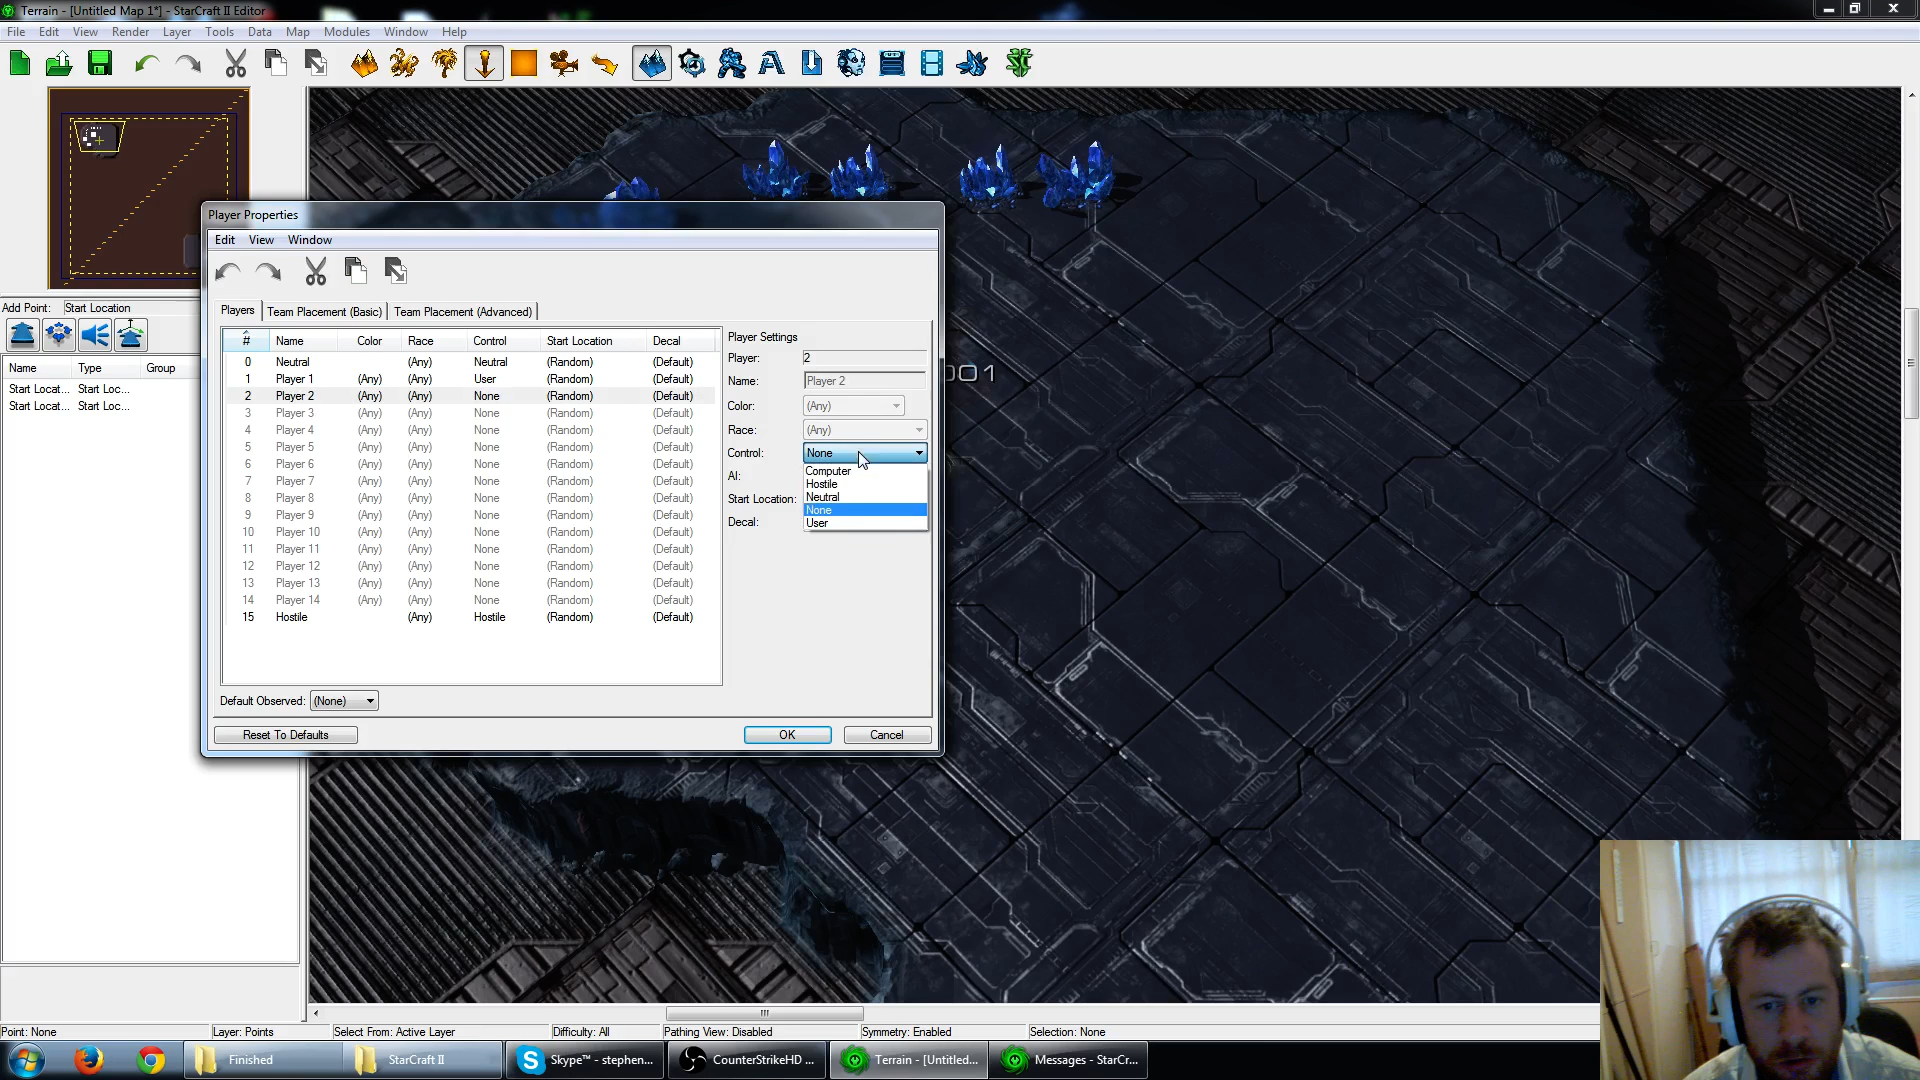 Terrain - [Untitled Map 1*] - StarCraft II Editor
File Edit View Render Layer Tools Data Map Modules Window Help
Add Point: Start Location
Name Type Group
Start Locat... Start Loc...
Start Locat... Start Loc...
Player Properties
Edit View Window
Players Team Placement (Basic) Team Placement (Advanced)
# Name Color Race Control Start Location Decal
0 Neutral (Any) Neutral (Random) (Default)
1 Player 1 (Any) (Any) User (Random) (Default)
2 Player 2 (Any) (Any) None (Random) (Default)
3 Player 3 (Any) (Any) None (Random) (Default)
4 Player 4 (Any) (Any) None (Random) (Default)
5 Player 5 (Any) (Any) None (Random) (Default)
6 Player 6 (Any) (Any) None (Random) (Default)
7 Player 7 (Any) (Any) None (Random) (Default)
8 Player 8 (Any) (Any) None (Random) (Default)
9 Player 9 (Any) (Any) None (Random) (Default)
10 Player 10 (Any) (Any) None (Random) (Default)
11 Player 11 (Any) (Any) None (Random) (Default)
12 Player 12 (Any) (Any) None (Random) (Default)
13 Player 13 (Any) (Any) None (Random) (Default)
14 Player 14 (Any) (Any) None (Random) (Default)
15 Hostile (Any) Hostile (Random) (Default)
Player Settings
Player: 2
Name: Player 2
Color: (Any)
Race: (Any)
Control: None
Computer
Hostile
Neutral
None
User
AI:
Start Location:
Decal:
Default Observed: (None)
Reset To Defaults OK Cancel
001
Point: None Layer: Points Select From: Active Layer Difficulty: All Pathing View: Disabled Symmetry: Enabled Selection: None
Finished StarCraft II Skype™ - stephen... CounterStrikeHD ... Terrain - [Untitled... Messages - StarCr...